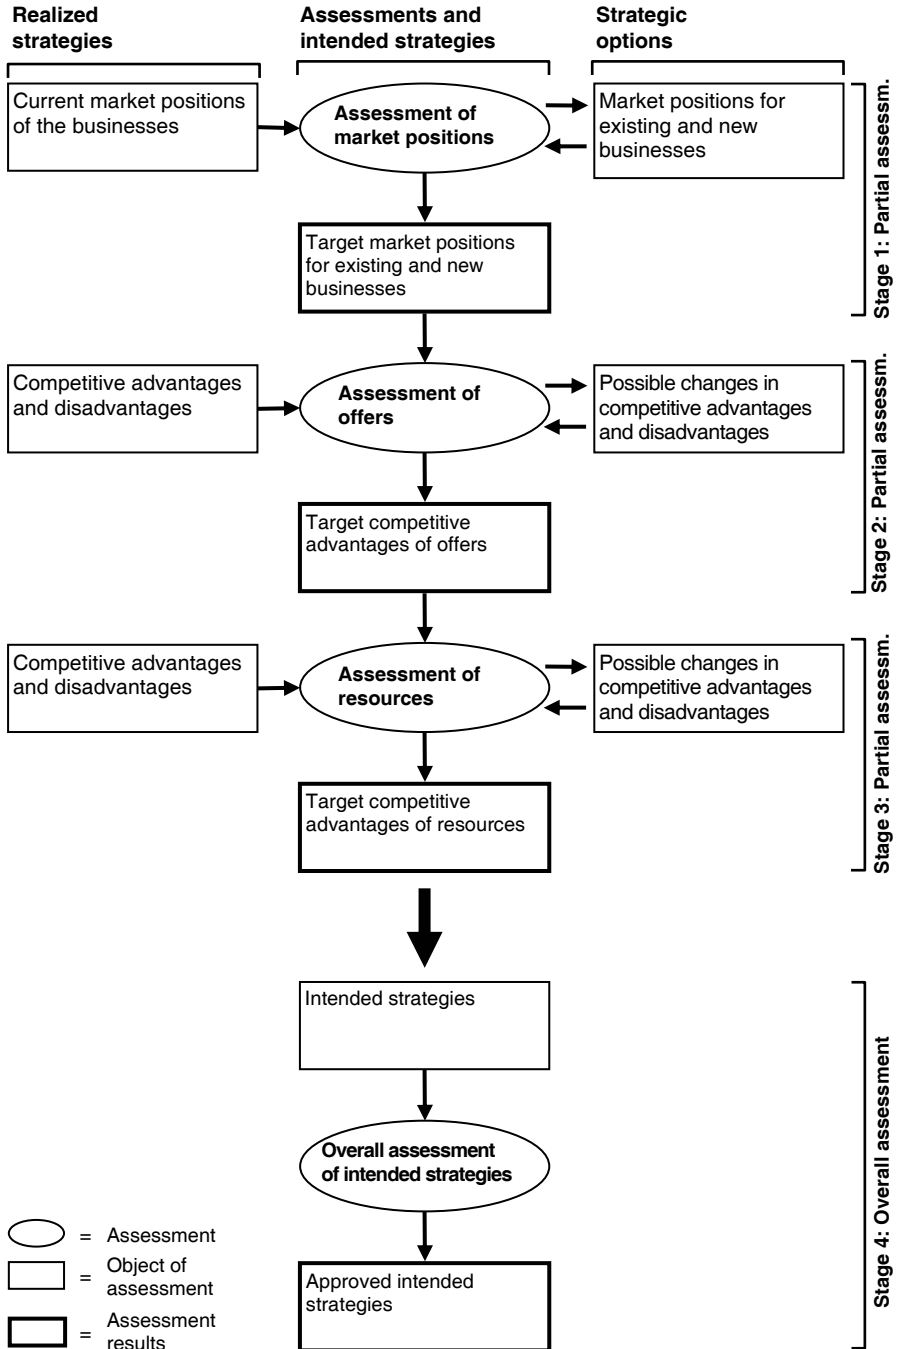 Realized
strategies
Assessments and
intended strategies
Strategic
options
Current market positions
of the businesses
Assessment of
market positions
Market positions for
existing and new
businesses
Stage 1: Partial assessm.
Target market positions
for existing and new
businesses
Competitive advantages
and disadvantages
Assessment of
offers
Possible changes in
competitive advantages
and disadvantages
Stage 2: Partial assessm.
Target competitive
advantages of offers
Competitive advantages
and disadvantages
Assessment of
resources
Possible changes in
competitive advantages
and disadvantages
Stage 3: Partial assessm.
Target competitive
advantages of resources
Intended strategies
Stage 4: Overall assessment
Overall assessment
of intended strategies
Approved intended
strategies
= Assessment
= Object of
assessment
= Assessment
results